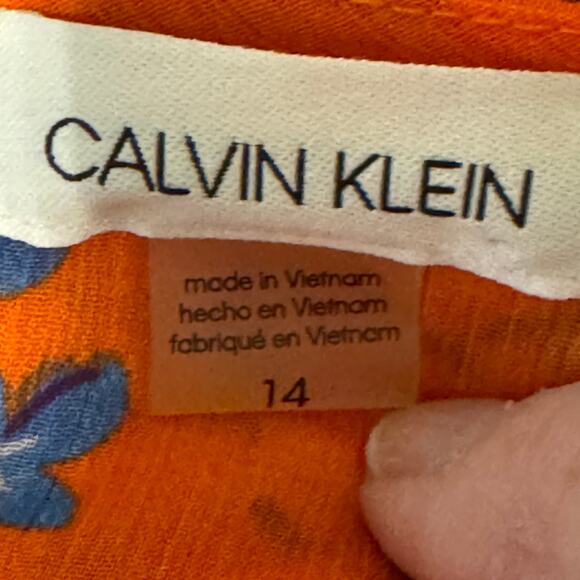 CALVIN KLEIN
made in Vietnam
hecho en Vietnam
fabriqué en Vietnam
14